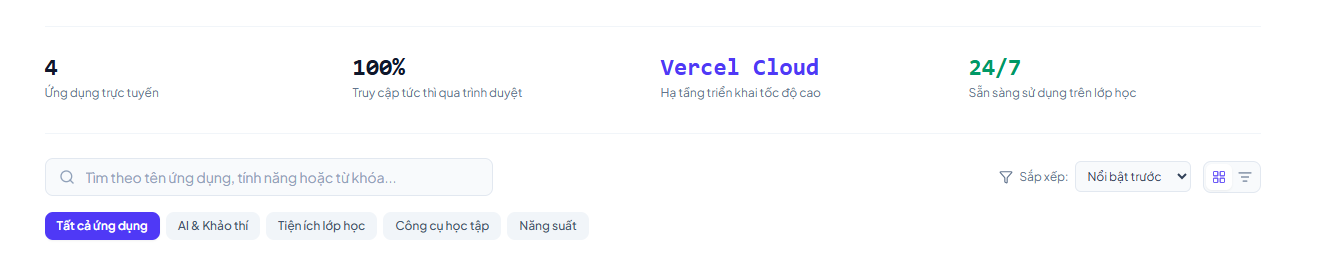 4
100%
Vercel Cloud
24/7
Ứng dụng trực tuyến
Truy cập tức thì qua trình duyệt
Hạ tầng triển khai tốc độ cao
Sẵn sàng sử dụng trên lớp học
Tìm theo tên ứng dụng, tính năng hoặc từ khóa...
Sắp xếp:
Nổi bật trước
Tất cả ứng dụng
AI & Khảo thí
Tiện ích lớp học
Công cụ học tập
Năng suất